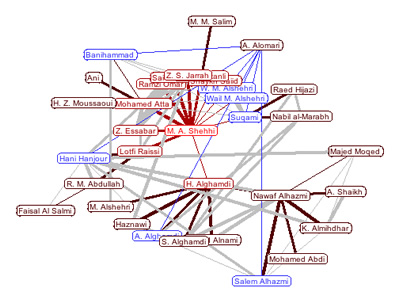 M. M. Salim
A. Alomari
Banihammad
Z. S. Jarrah
Ani
Ramzi Omar
Said
W. M. Alshehri
Raed Hijazi
H. Z. Moussaoui
Mohamed Atta
Wail M. Alshehri
Suqami
Nabil al-Marabh
Z. Essabar
M. A. Shehhi
Lotfi Raissi
Majed Moqed
Hani Hanjour
R. M. Abdullah
H. Alghamdi
Nawaf Alhazmi
A. Shaikh
Faisal Al Salmi
M. Alshehri
Haznawi
K. Almihdhar
A. Alghamdi
S. Alghamdi
Alnami
Mohamed Abdi
Salem Alhazmi